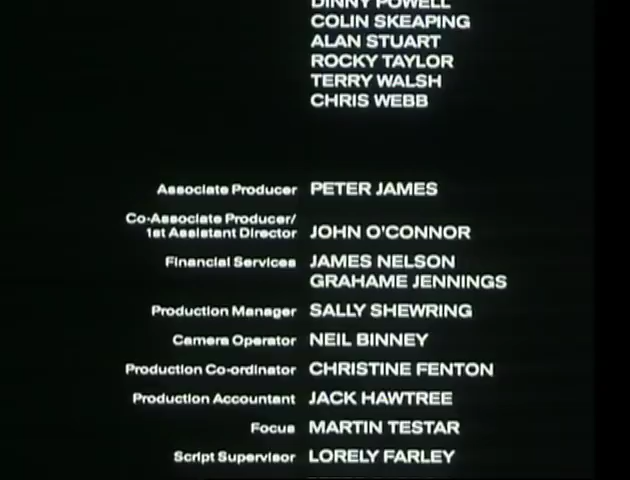 DINNY POWELL
COLIN SKEAPING
ALAN STUART
ROCKY TAYLOR
TERRY WALSH
CHRIS WEBB
Associate Producer PETER JAMES
Co-Associate Producer/
1st Assistant Director JOHN O'CONNOR
Financial Services JAMES NELSON
GRAHAME JENNINGS
Production Manager SALLY SHEWRING
Camera Operator NEIL BINNEY
Production Co-ordinator CHRISTINE FENTON
Production Accountant JACK HAWTREE
Focus MARTIN TESTAR
Script Supervisor LORELY FARLEY